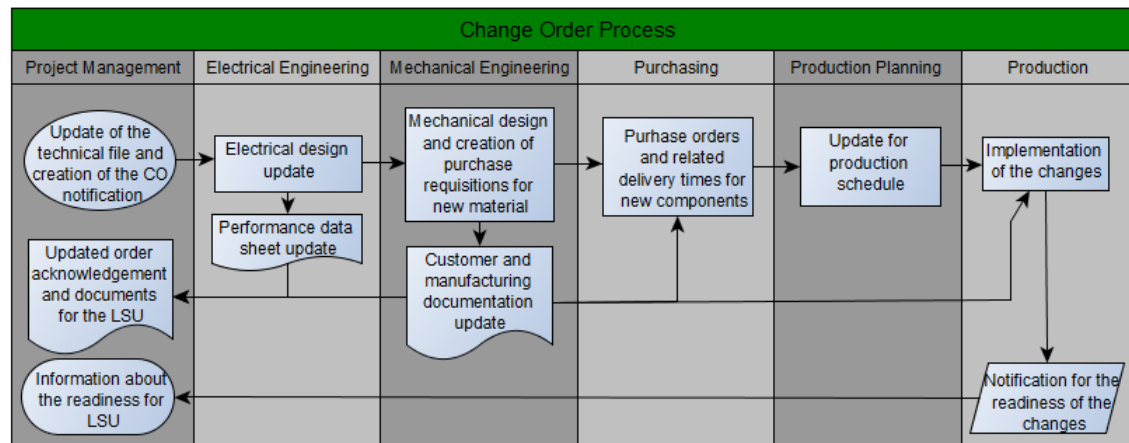 Change Order Process
Project Management
Electrical Engineering
Mechanical Engineering
Purchasing
Production Planning
Production
Update of the
technical file and
creation of the CO
notification
Electrical design
update
Mechanical design
and creation of
purchase
requisitions for
new material
Purhase orders
and related
delivery times for
new components
Update for
production
schedule
Implementation
of the changes
Performance data
sheet update
Updated order
acknowledgement
and documents
for the LSU
Customer and
manufacturing
documentation
update
Information about
the readiness for
LSU
Notification for the
readiness of the
changes